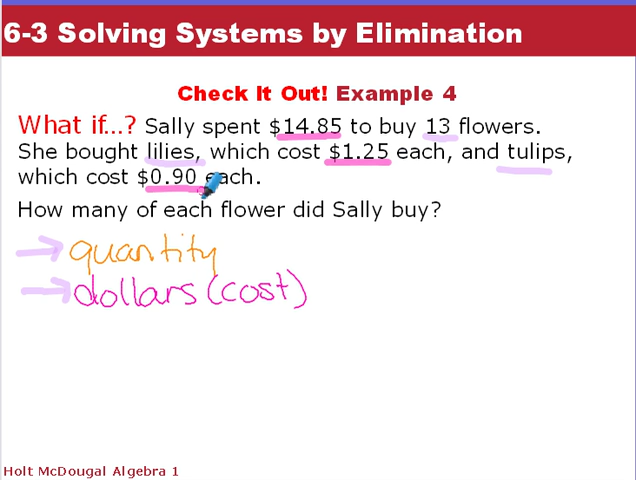 6-3 Solving Systems by Elimination
Check It Out! Example 4
What if...? Sally spent $14.85 to buy 13 flowers.
She bought lilies, which cost $1.25 each, and tulips,
which cost $0.90 each.
How many of each flower did Sally buy?
quantity
dollars (cost)
Holt McDougal Algebra 1